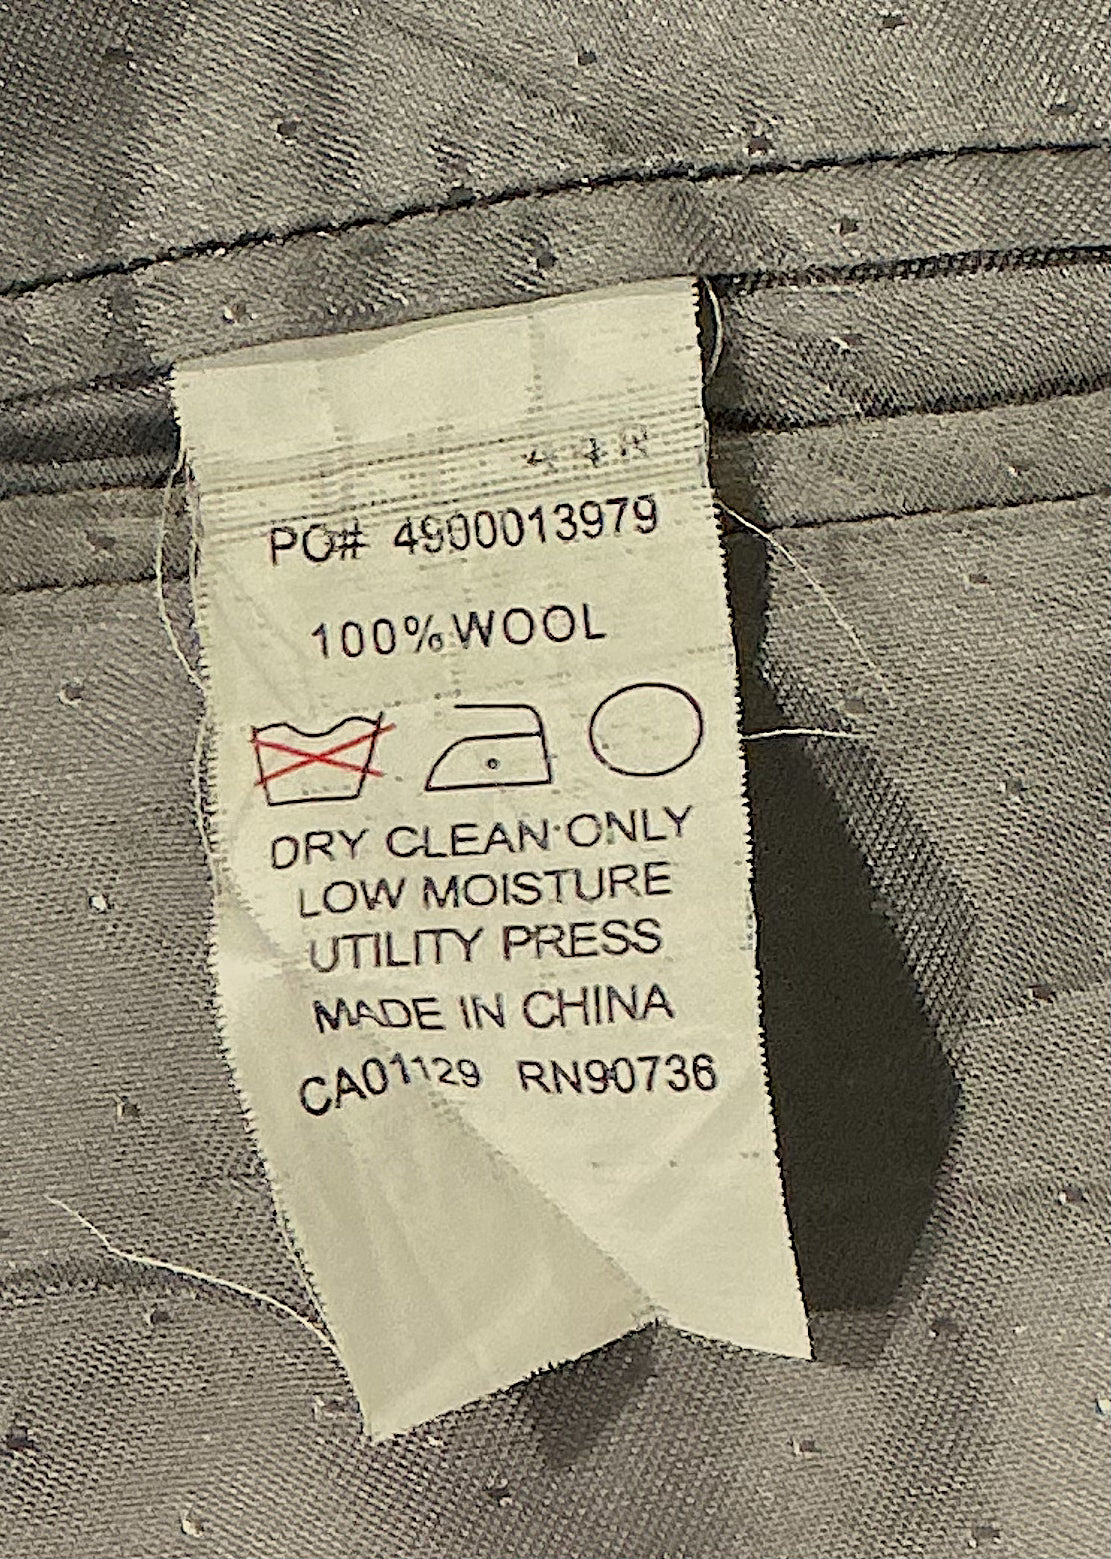 PO# 4900013979
100% WOOL
DRY CLEAN ONLY
LOW MOISTURE
UTILITY PRESS
MADE IN CHINA
CA01129 RN90736